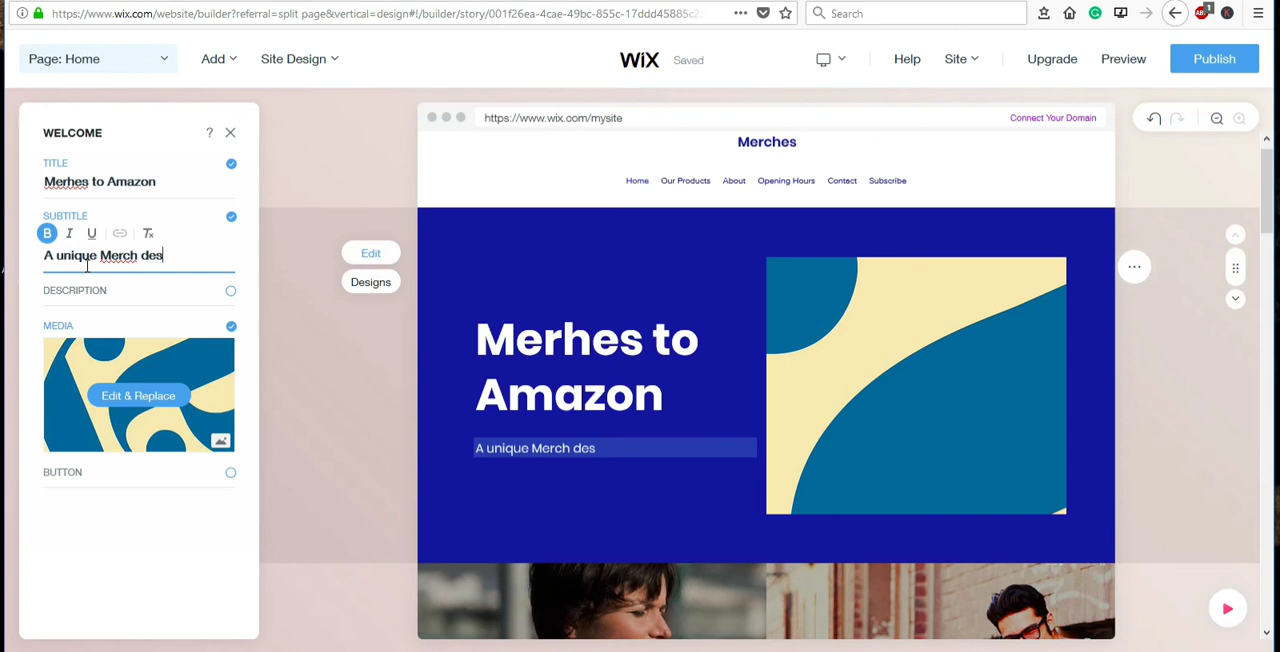 https://www.wix.com/website/builder?referral=split page&vertical=design#!/builder/story/001f26ea-4cae-49bc-855c-17ddd45885c2
Search
1
Page: Home
Add
Site Design
WiX
Saved
Help
Site
Upgrade
Preview
Publish
WELCOME
?
TITLE
Merhes to Amazon
SUBTITLE
B I U Tx
A unique Merch des
DESCRIPTION
MEDIA
Edit & Replace
BUTTON
Edit
Designs
https://www.wix.com/mysite
Connect Your Domain
Merches
Home Our Products About Opening Hours Contact Subscribe
Merhes to
Amazon
A unique Merch des